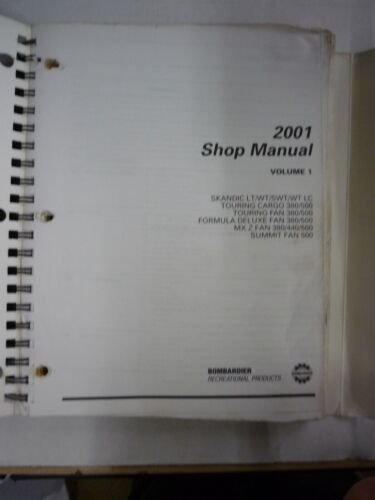 2001
Shop Manual
VOLUME 1
SKANDIC LT/WT/SWT/WT LC
TOURING CARGO 380/500
TOURING FAN 380/500
FORMULA DELUXE FAN 380/500
MX Z FAN 380/440/500
SUMMIT FAN 500
BOMBARDIER
RECREATIONAL PRODUCTS